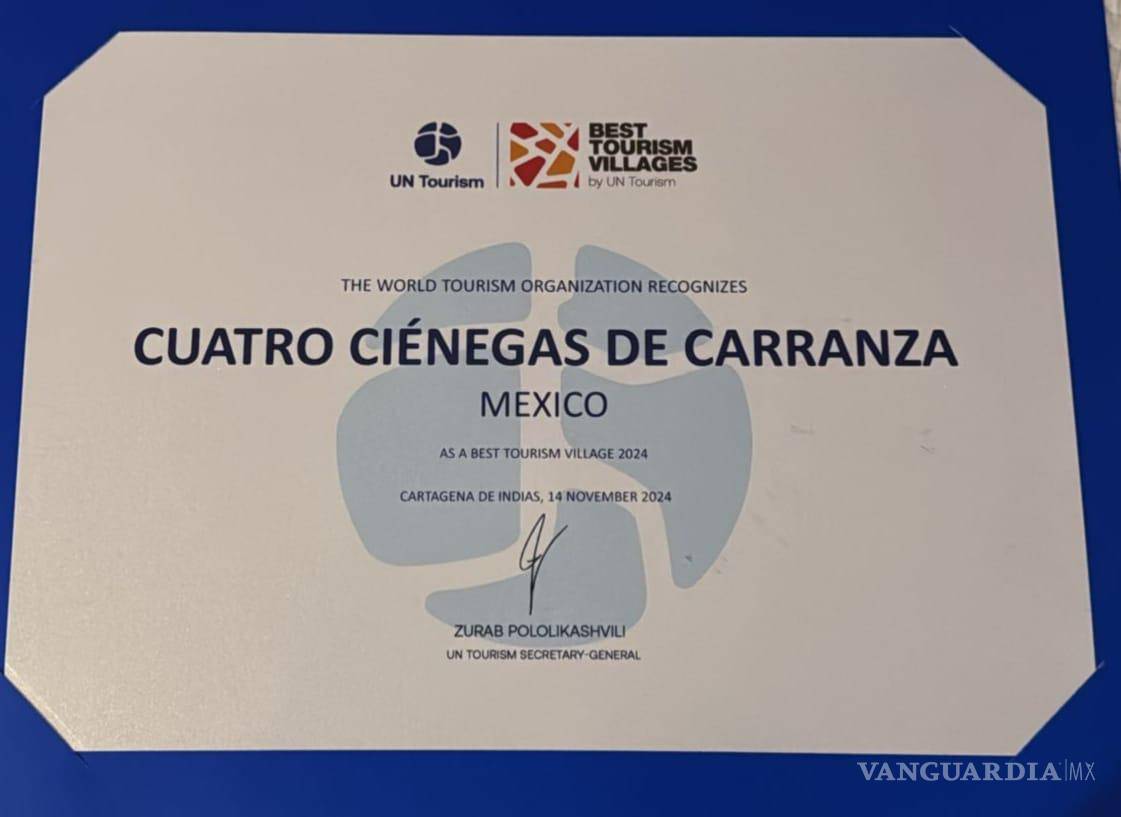 UN Tourism
BEST
TOURISM
VILLAGES
by UN Tourism
THE WORLD TOURISM ORGANIZATION RECOGNIZES
CUATRO CIÉNEGAS DE CARRANZA
MEXICO
AS A BEST TOURISM VILLAGE 2024
CARTAGENA DE INDIAS, 14 NOVEMBER 2024
ZURAB POLOLIKASHVILI
UN TOURISM SECRETARY-GENERAL
VANGUARDIA|MX